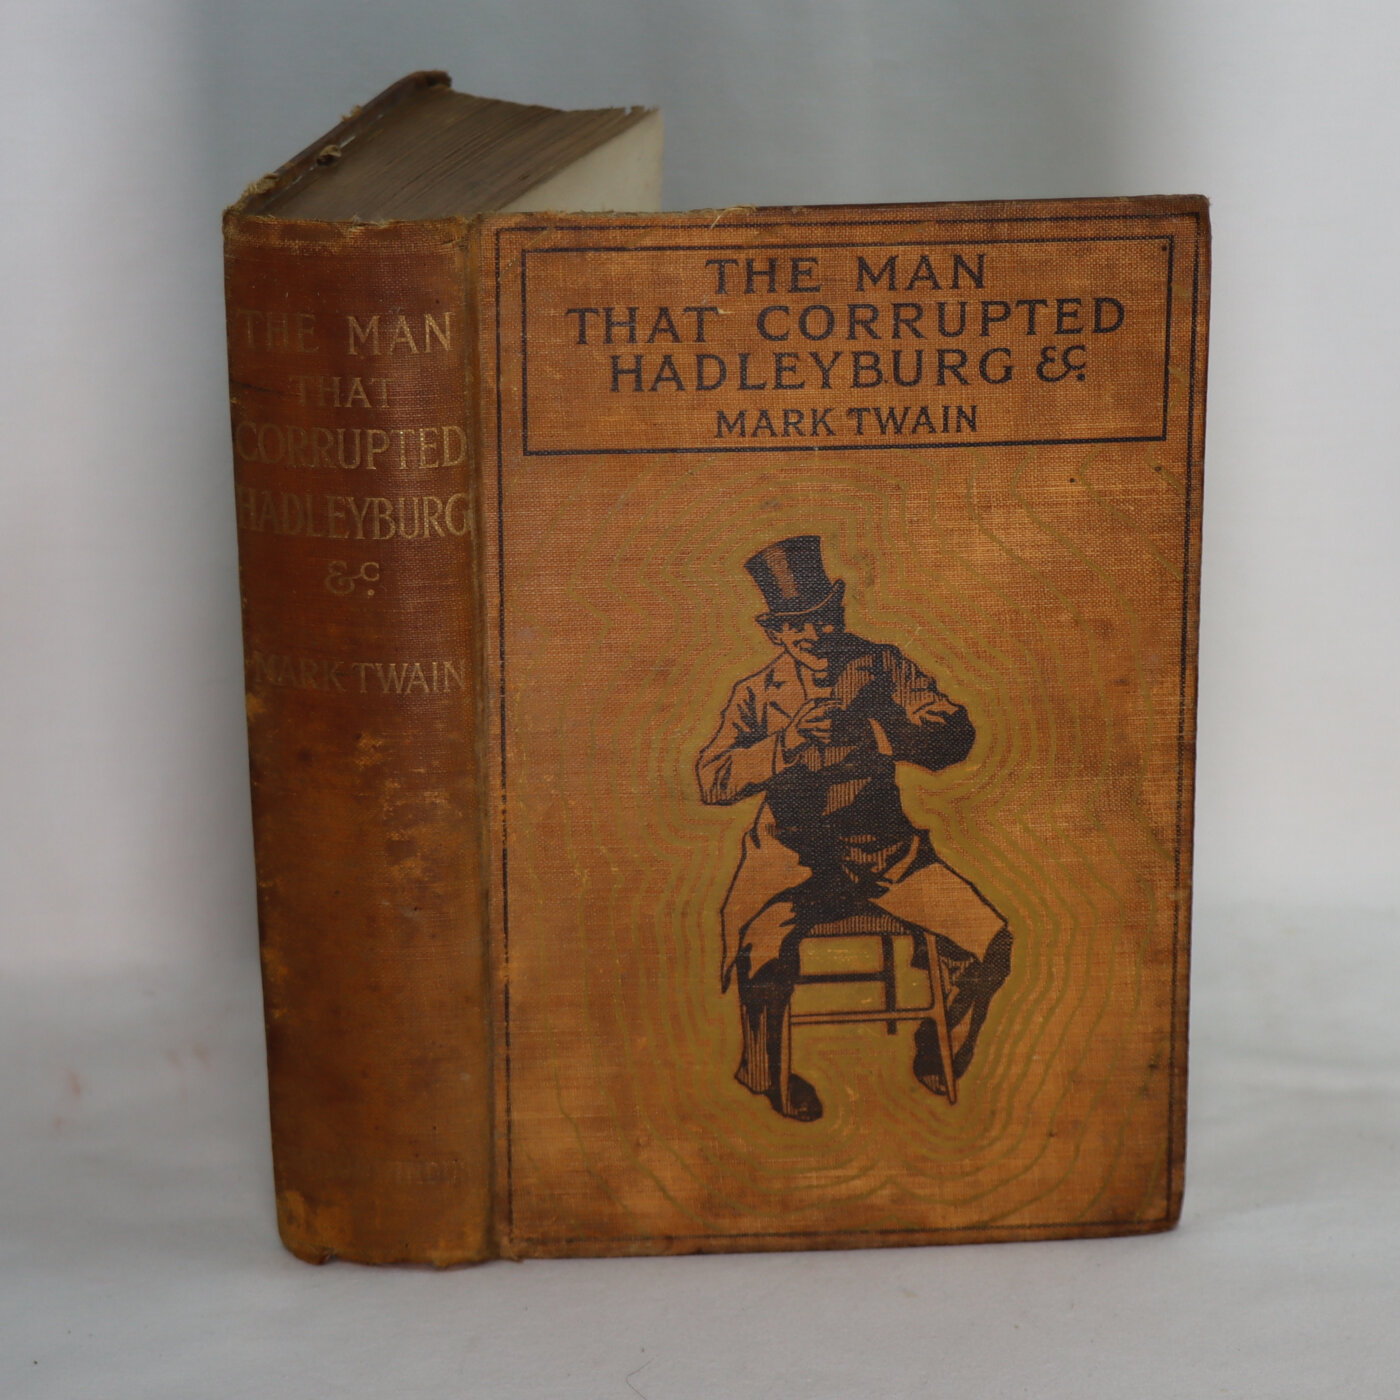 THE MAN
THAT
CORRUPTED
HADLEYBURG
&c.
MARK TWAIN
THE MAN
THAT CORRUPTED
HADLEYBURG &c.
MARK TWAIN